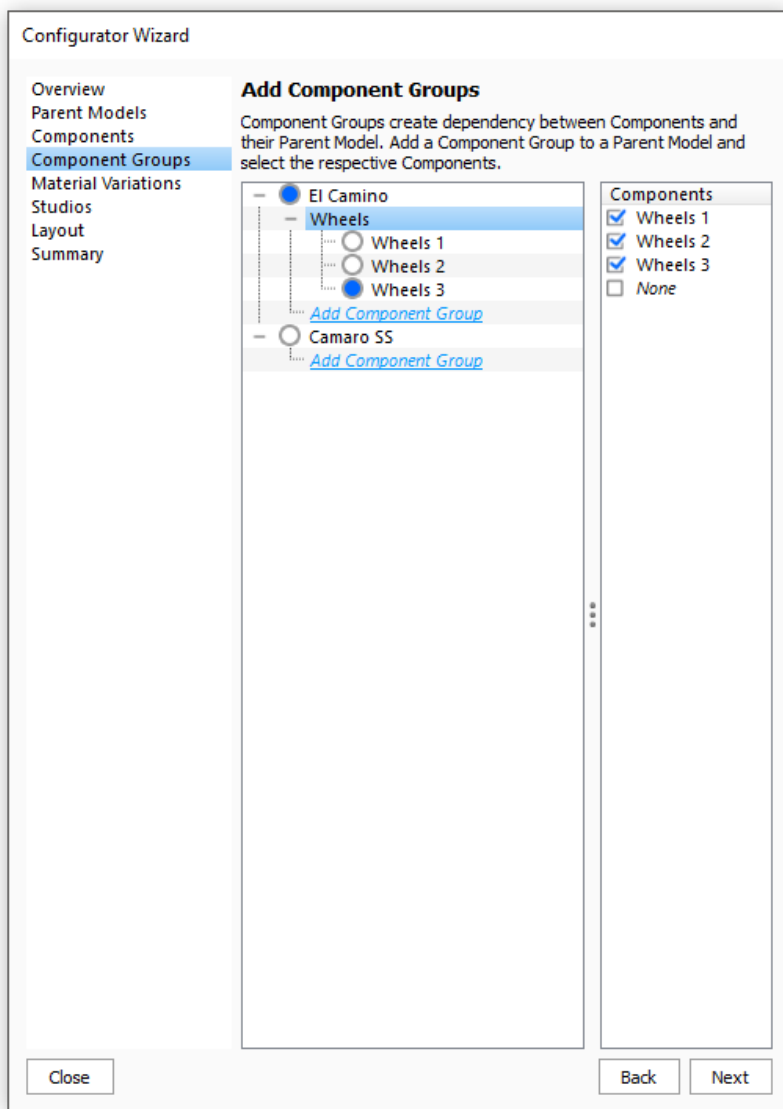 Configurator Wizard
Overview
Parent Models
Components
Component Groups
Material Variations
Studios
Layout
Summary
Add Component Groups
Component Groups create dependency between Components and
their Parent Model. Add a Component Group to a Parent Model and
select the respective Components.
El Camino
Wheels
Wheels 1
Wheels 2
Wheels 3
Add Component Group
Camaro SS
Add Component Group
Components
Wheels 1
Wheels 2
Wheels 3
None
Close
Back
Next